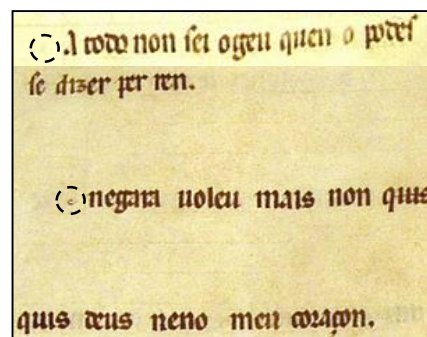 A todo non sei ogeu quen o podes
se dizer per ren.
negara uoleu mais non quis
quis deus neno meu coraçon.